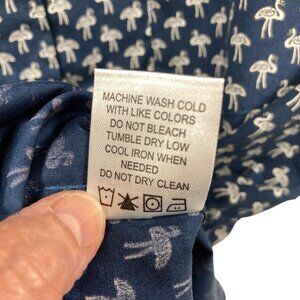 MACHINE WASH COLD
WITH LIKE COLORS
DO NOT BLEACH
TUMBLE DRY LOW
COOL IRON WHEN
NEEDED
DO NOT DRY CLEAN